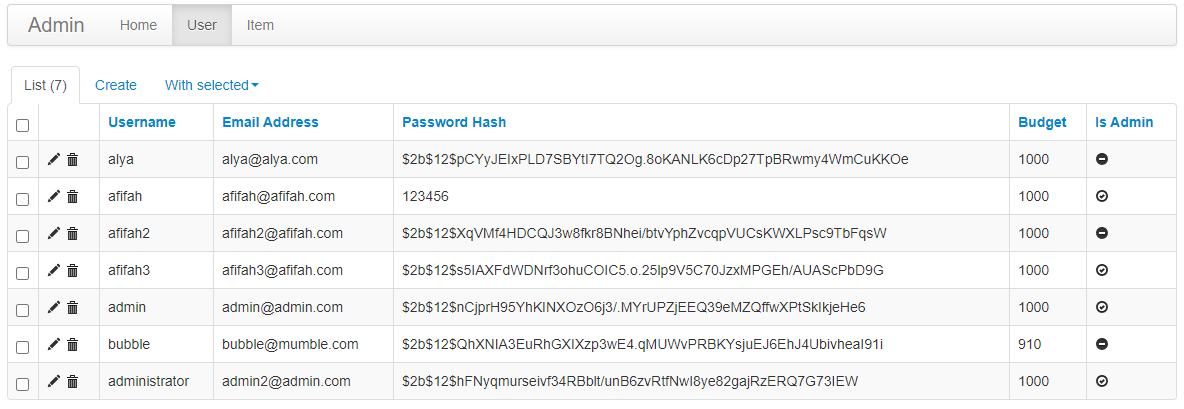 Admin Home User Item
List (7) Create With selected
Username Email Address Password Hash Budget Is Admin
alya alya@alya.com $2b$12$pCYyJEIxPLD7SBYtI7TQ2Og.8oKANLK6cDp27TpBRwmy4WmCuKKOe 1000
afifah afifah@afifah.com 123456 1000
afifah2 afifah2@afifah.com $2b$12$XqVMf4HDCQJ3w8fkr8BNhei/btvYphZvcqpVUCsKWXLPsc9TbFqsW 1000
afifah3 afifah3@afifah.com $2b$12$s5IAXFdWDNrf3ohuCOIC5.o.25Ip9V5C70JzxMPGEh/AUAScPbD9G 1000
admin admin@admin.com $2b$12$nCjprH95YhKINXOzO6j3/.MYrUPZjEEQ39eMZQffwXPtSkIkjeHe6 1000
bubble bubble@mumble.com $2b$12$QhXNIA3EuRhGXIXzp3wE4.qMUWvPRBKYsjuEJ6EhJ4UbivheaI91i 910
administrator admin2@admin.com $2b$12$hFNyqmurseivf34RBblt/unB6zvRtfNwI8ye82gajRzERQ7G73IEW 1000